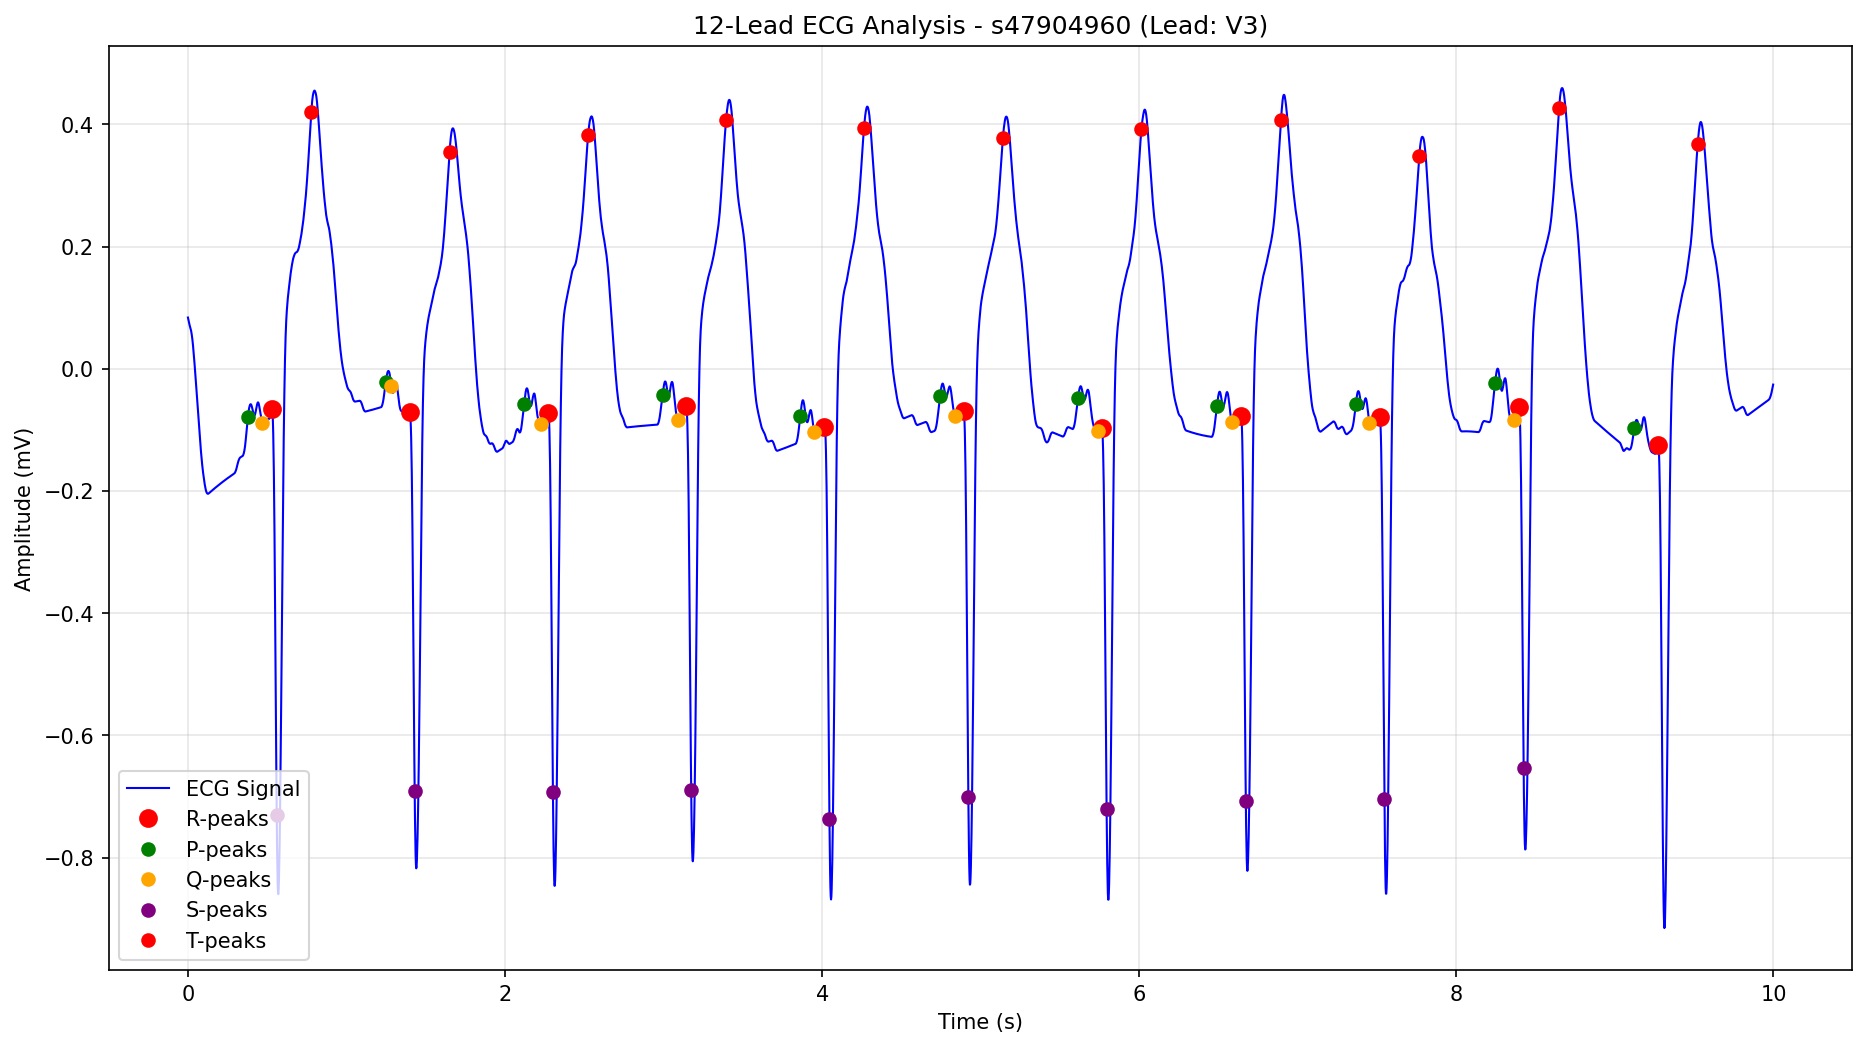 12-Lead ECG Analysis - s47904960 (Lead: V3)
Amplitude (mV)
0.4
0.2
0.0
−0.2
−0.4
−0.6
−0.8
ECG Signal
R-peaks
P-peaks
Q-peaks
S-peaks
T-peaks
0 2 4 6 8 10
Time (s)